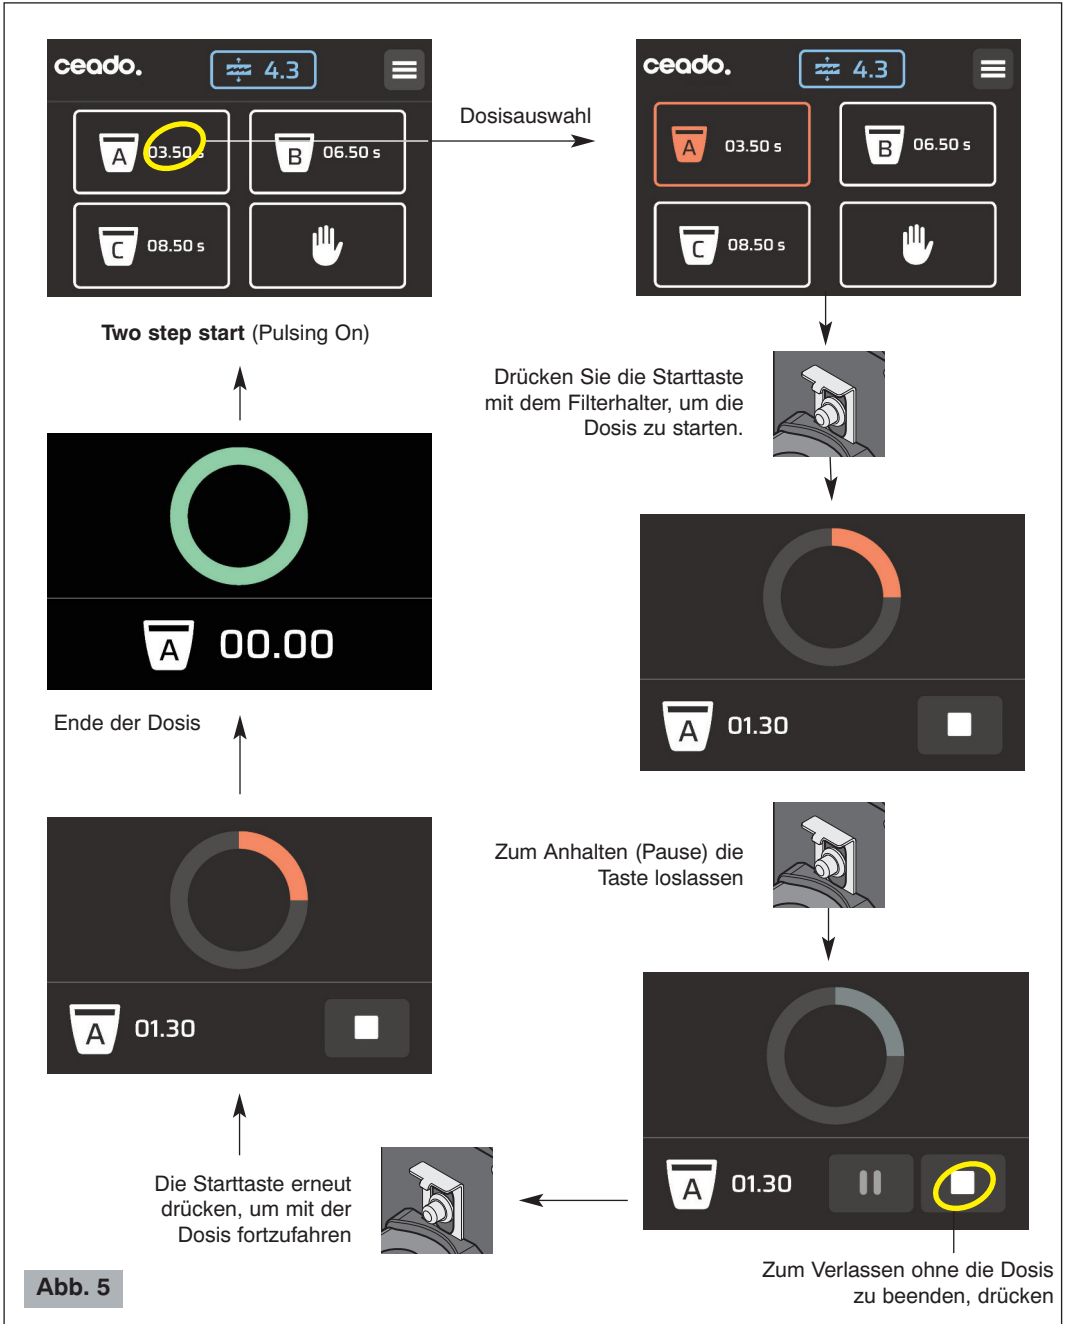 ceado. 4.3
A 03.50 s
B 06.50 s
C 08.50 s
Dosisauswahl
ceado. 4.3
A 03.50 s
B 06.50 s
C 08.50 s
Two step start (Pulsing On)
Drücken Sie die Starttaste
mit dem Filterhalter, um die
Dosis zu starten.
A 01.30
Zum Anhalten (Pause) die
Taste loslassen
A 01.30
Zum Verlassen ohne die Dosis
zu beenden, drücken
Die Starttaste erneut
drücken, um mit der
Dosis fortzufahren
A 01.30
Ende der Dosis
A 00.00
Abb. 5